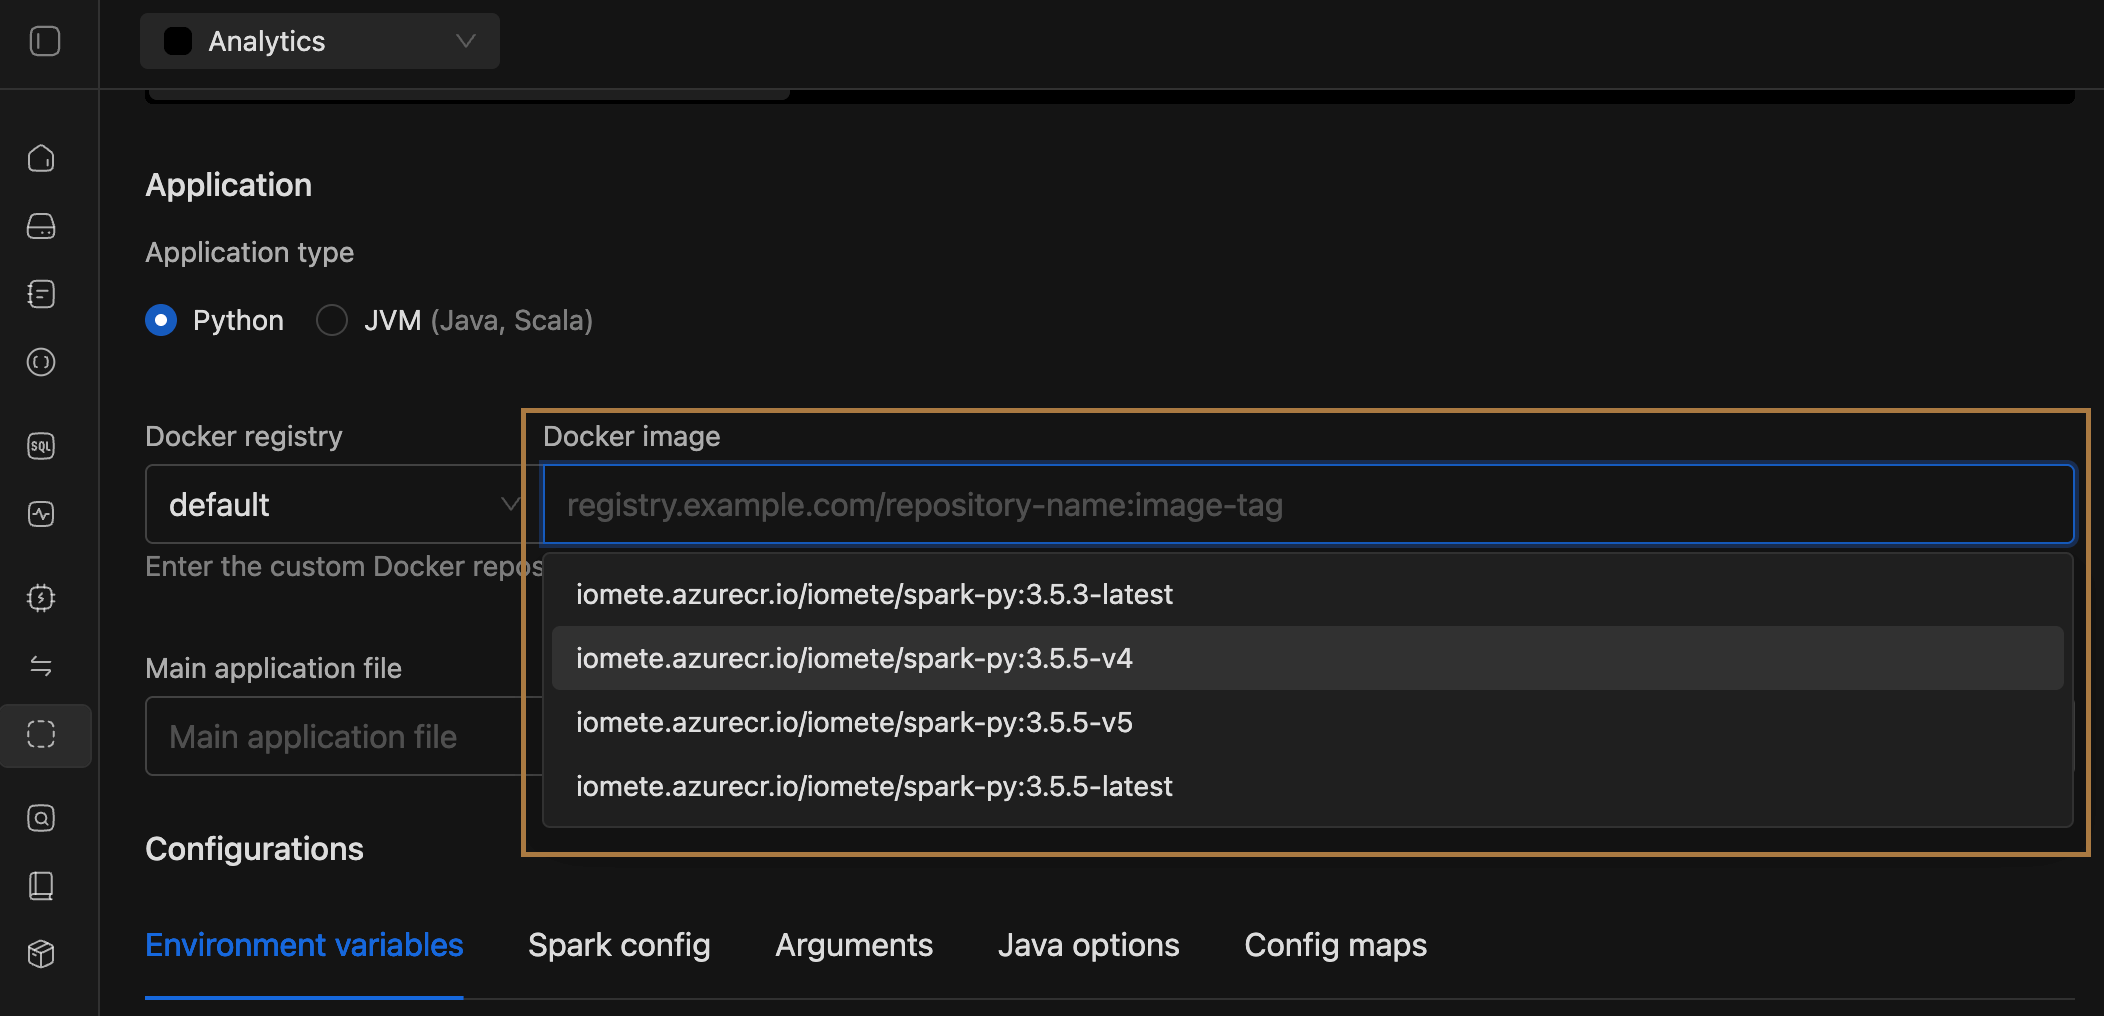 Analytics
Application
Application type
Python
JVM (Java, Scala)
Docker registry
Docker image
default
registry.example.com/repository-name:image-tag
Enter the custom Docker repos
iomete.azurecr.io/iomete/spark-py:3.5.3-latest
iomete.azurecr.io/iomete/spark-py:3.5.5-v4
iomete.azurecr.io/iomete/spark-py:3.5.5-v5
iomete.azurecr.io/iomete/spark-py:3.5.5-latest
Main application file
Main application file
Configurations
Environment variables
Spark config
Arguments
Java options
Config maps
SQL